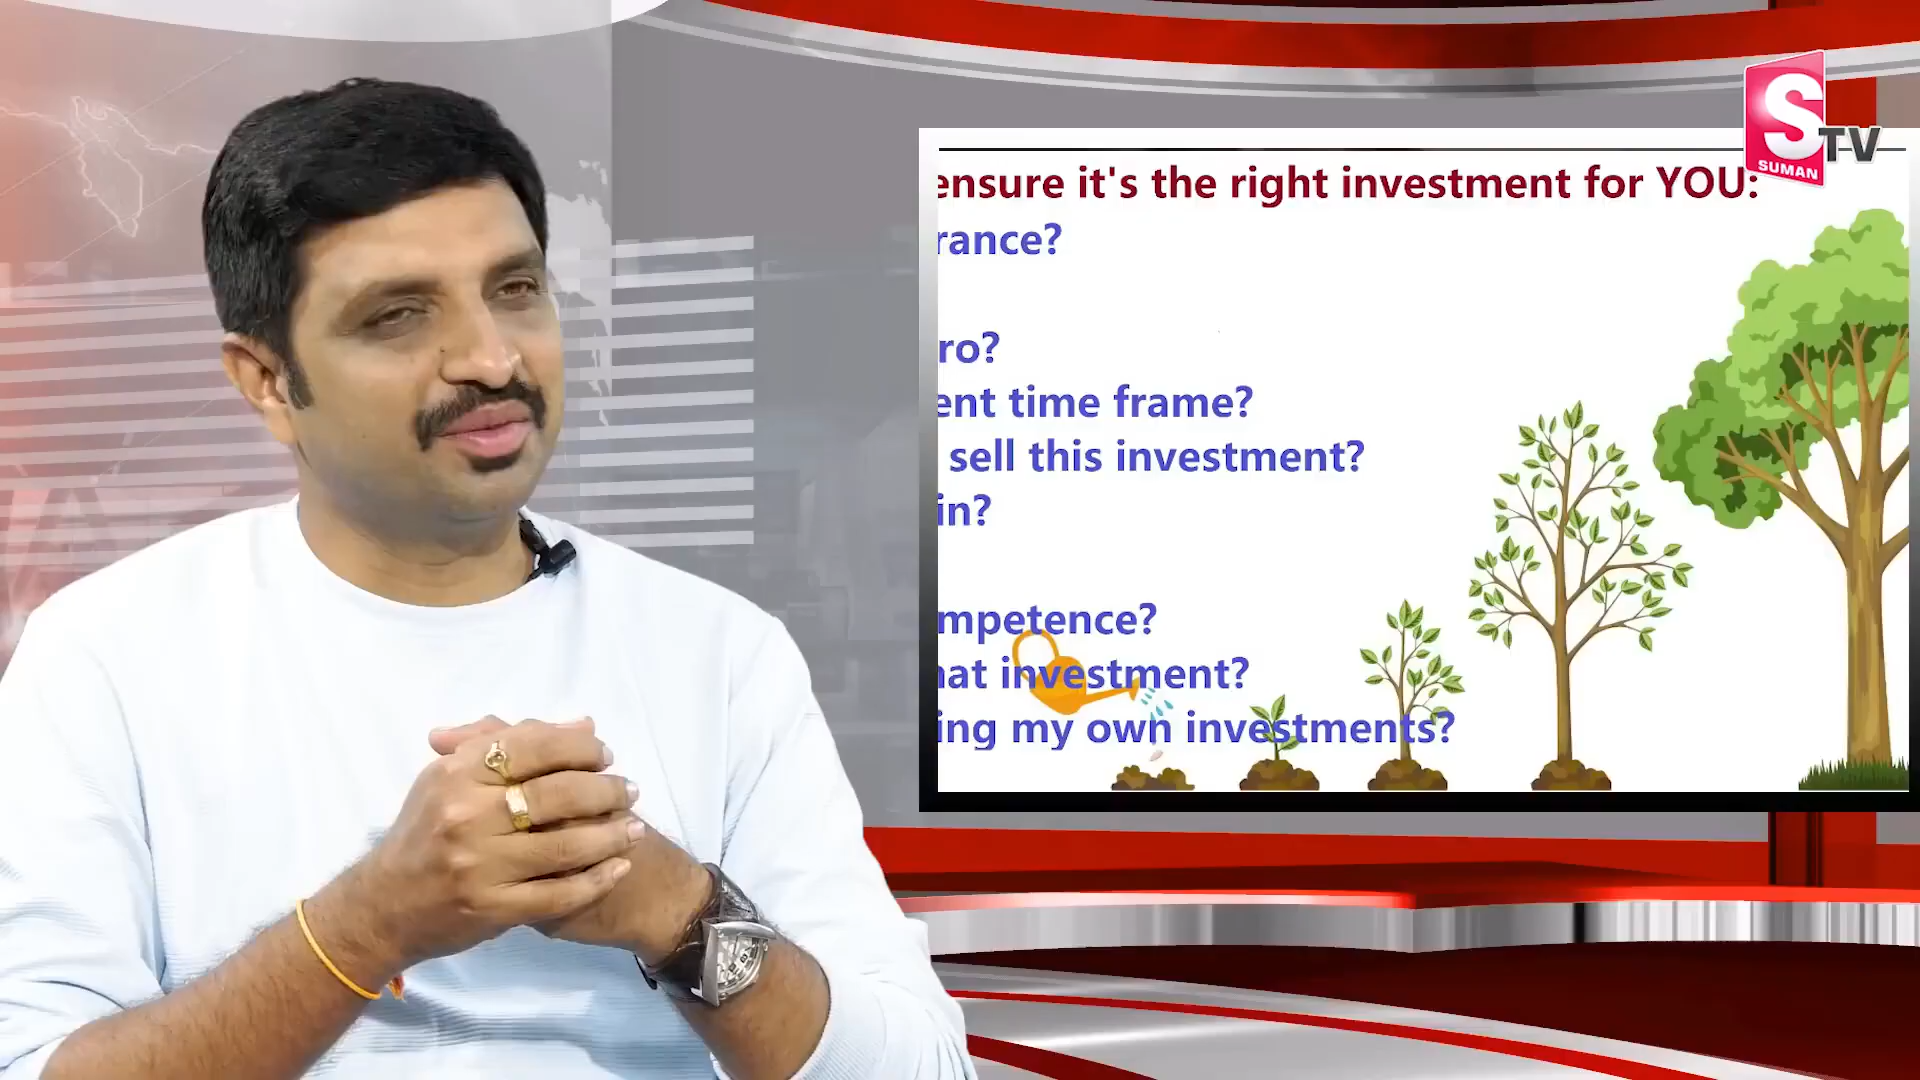 S
TV
SUMAN
ensure it's the right investment for YOU:
rance?
ro?
ent time frame?
sell this investment?
in?
mpetence?
hat investment?
ing my own investments?